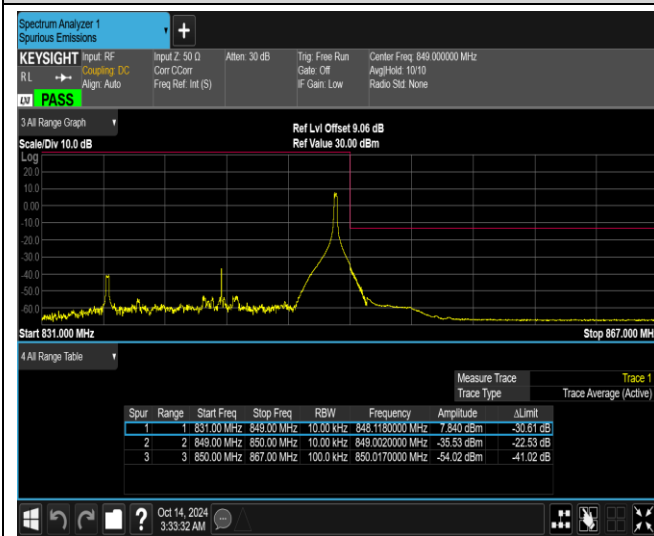 Spectrum Analyzer 1
Spurious Emissions
+
KEYSIGHT Input: RF Input Z: 50 Ω Atten: 30 dB Trig: Free Run Center Freq: 849.000000 MHz
Coupling: DC Corr CCorr Gate: Off Avg|Hold: 10/10
R L Align: Auto Freq Ref: Int (S) IF Gain: Low Radio Std: None
LXI PASS
3 All Range Graph
Ref Lvl Offset 9.06 dB
Scale/Div 10.0 dB Ref Value 30.00 dBm
Log
20.0
10.0
0.00
-10.0
-20.0
-30.0
-40.0
-50.0
-60.0
Start 831.000 MHz Stop 867.000 MH
4 All Range Table
Measure Trace Trace 1
Trace Type Trace Average (Active)
Spur Range Start Freq Stop Freq RBW Frequency Amplitude ΔLimit
1 1 831.00 MHz 849.00 MHz 10.00 kHz 848.1180000 MHz 7.840 dBm -30.61 dB
2 2 849.00 MHz 850.00 MHz 10.00 kHz 849.0020000 MHz -35.53 dBm -22.53 dB
3 3 850.00 MHz 867.00 MHz 100.0 kHz 850.0170000 MHz -54.02 dBm -41.02 dB
? Oct 14, 2024
3:33:32 AM